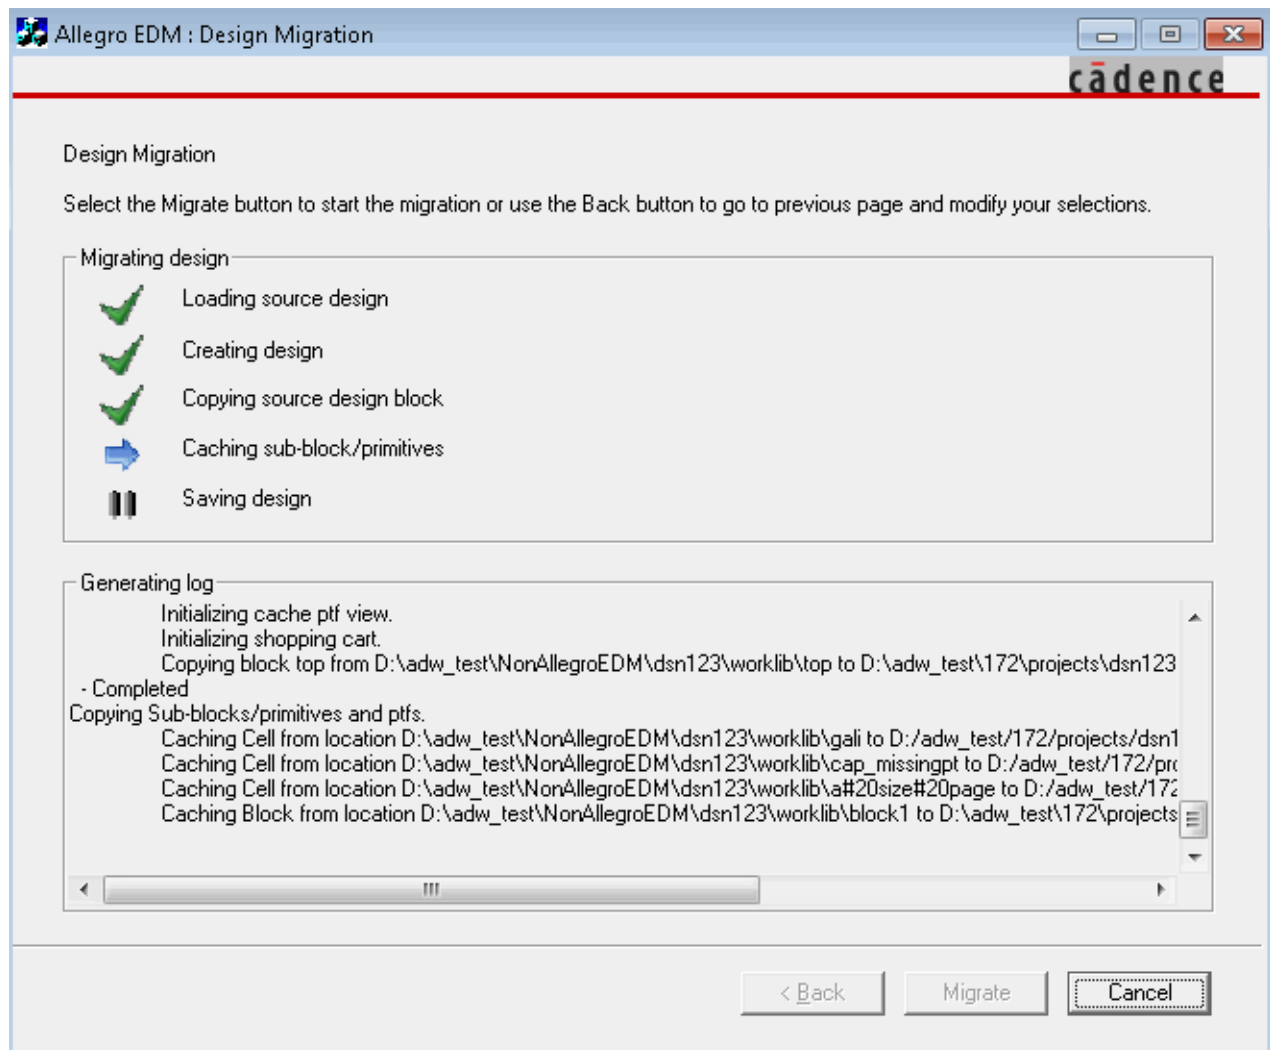 Allegro EDM : Design Migration
cādence
Design Migration
Select the Migrate button to start the migration or use the Back button to go to previous page and modify your selections.
Migrating design
Loading source design
Creating design
Copying source design block
Caching sub-block/primitives
Saving design
Generating log
Initializing cache ptf view.
Initializing shopping cart.
Copying block top from D:\adw_test\NonAllegroEDM\dsn123\worklib\top to D:\adw_test\172\projects\dsn123
- Completed
Copying Sub-blocks/primitives and ptfs.
Caching Cell from location D:\adw_test\NonAllegroEDM\dsn123\worklib\gali to D:/adw_test/172/projects/dsn1
Caching Cell from location D:\adw_test\NonAllegroEDM\dsn123\worklib\cap_missingpt to D:/adw_test/172/pro
Caching Cell from location D:\adw_test\NonAllegroEDM\dsn123\worklib\a#20size#20page to D:/adw_test/172
Caching Block from location D:\adw_test\NonAllegroEDM\dsn123\worklib\block1 to D:\adw_test\172\projects
< Back
Migrate
Cancel